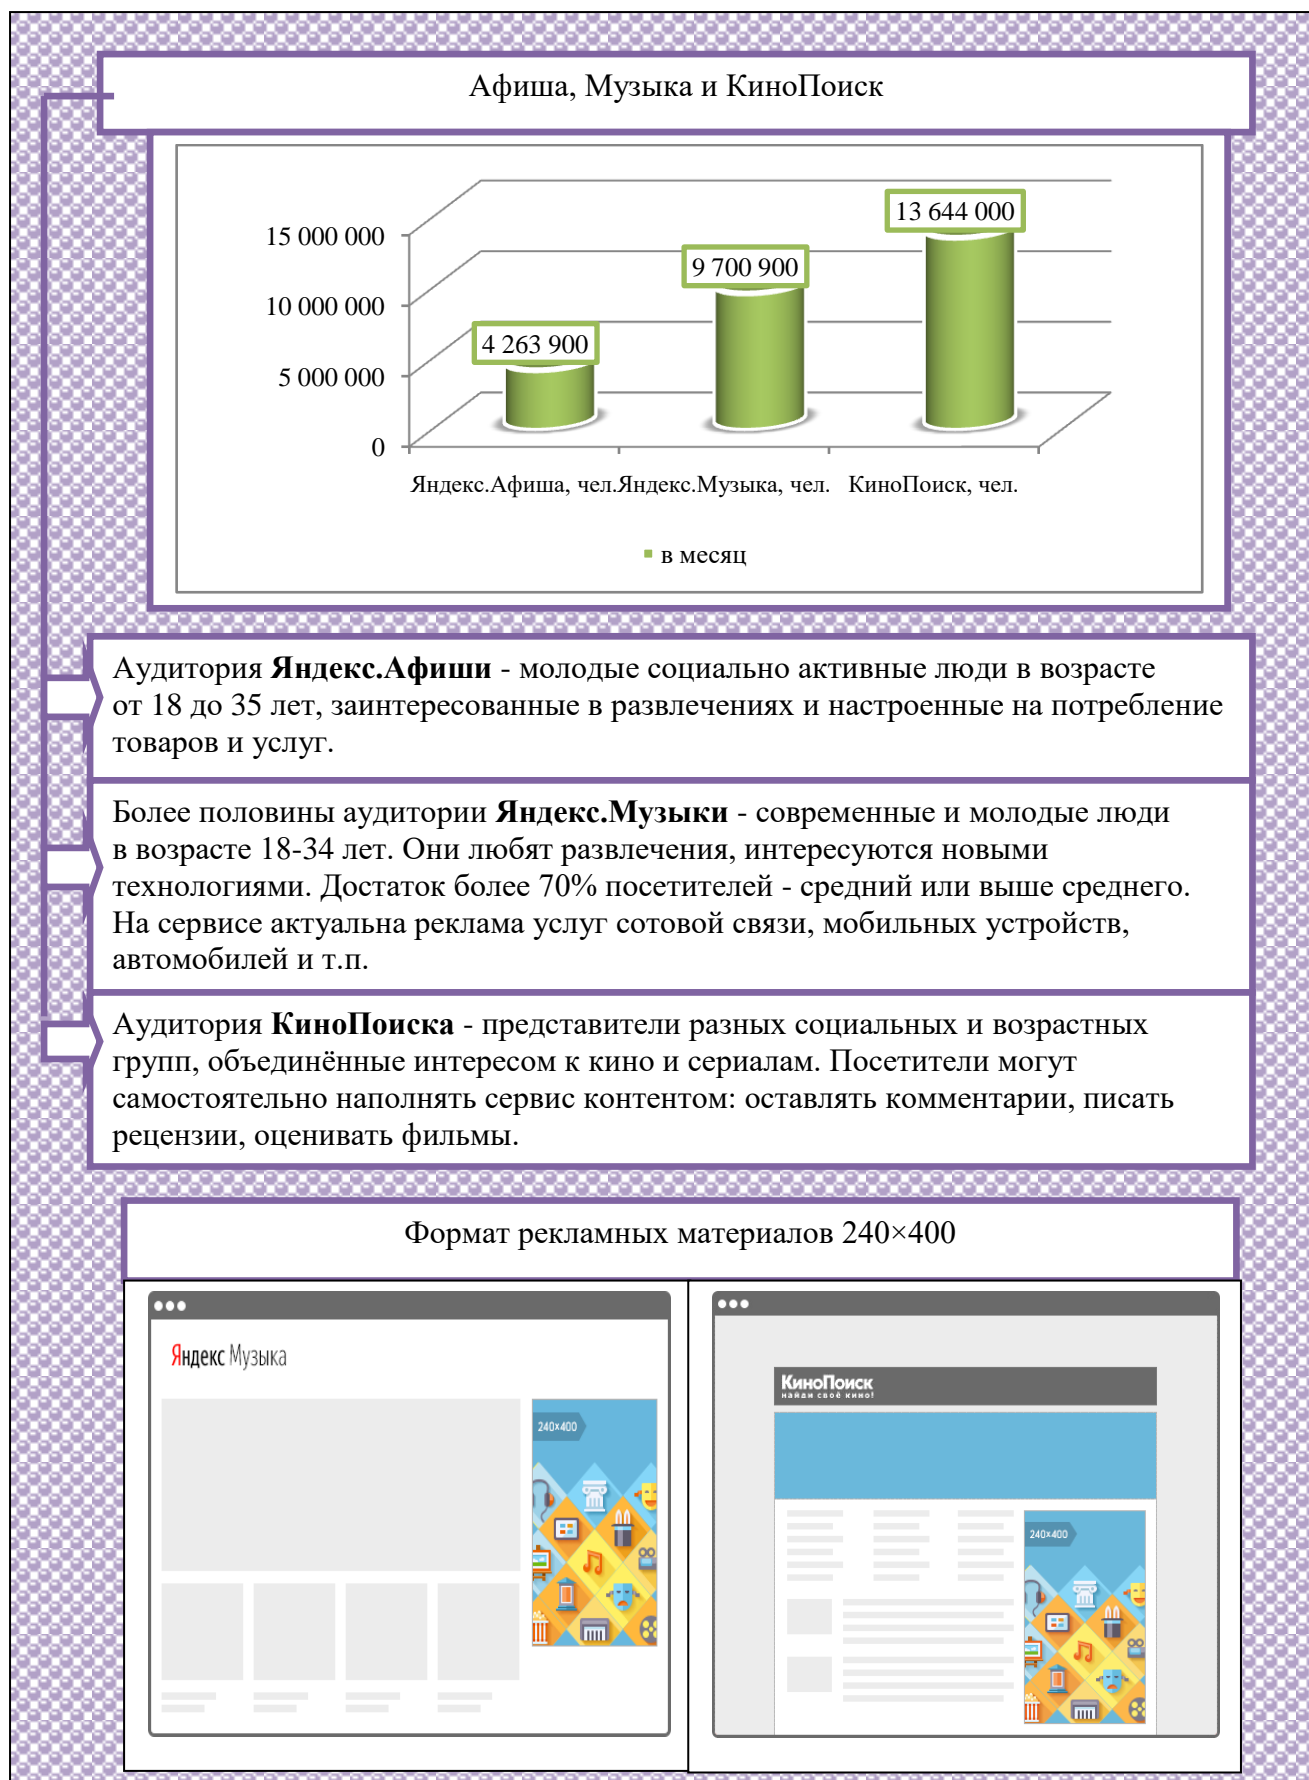 Афиша, Музыка и КиноПоиск
13 644 000
15 000 000
9 700 900
10 000 000
4 263 900
5 000 000
0
Яндекс.Афиша, чел.Яндекс.Музыка, чел. КиноПоиск, чел.
в месяц
Аудитория Яндекс.Афиши - молодые социально активные люди в возрасте
от 18 до 35 лет, заинтересованные в развлечениях и настроенные на потребление
товаров и услуг.
Более половины аудитории Яндекс.Музыки - современные и молодые люди
в возрасте 18-34 лет. Они любят развлечения, интересуются новыми
технологиями. Достаток более 70% посетителей - средний или выше среднего.
На сервисе актуальна реклама услуг сотовой связи, мобильных устройств,
автомобилей и т.п.
Аудитория КиноПоиска - представители разных социальных и возрастных
групп, объединённые интересом к кино и сериалам. Посетители могут
самостоятельно наполнять сервис контентом: оставлять комментарии, писать
рецензии, оценивать фильмы.
Формат рекламных материалов 240×400
Яндекс Музыка
240×400
КиноПоиск
найди своё кино!
240×400